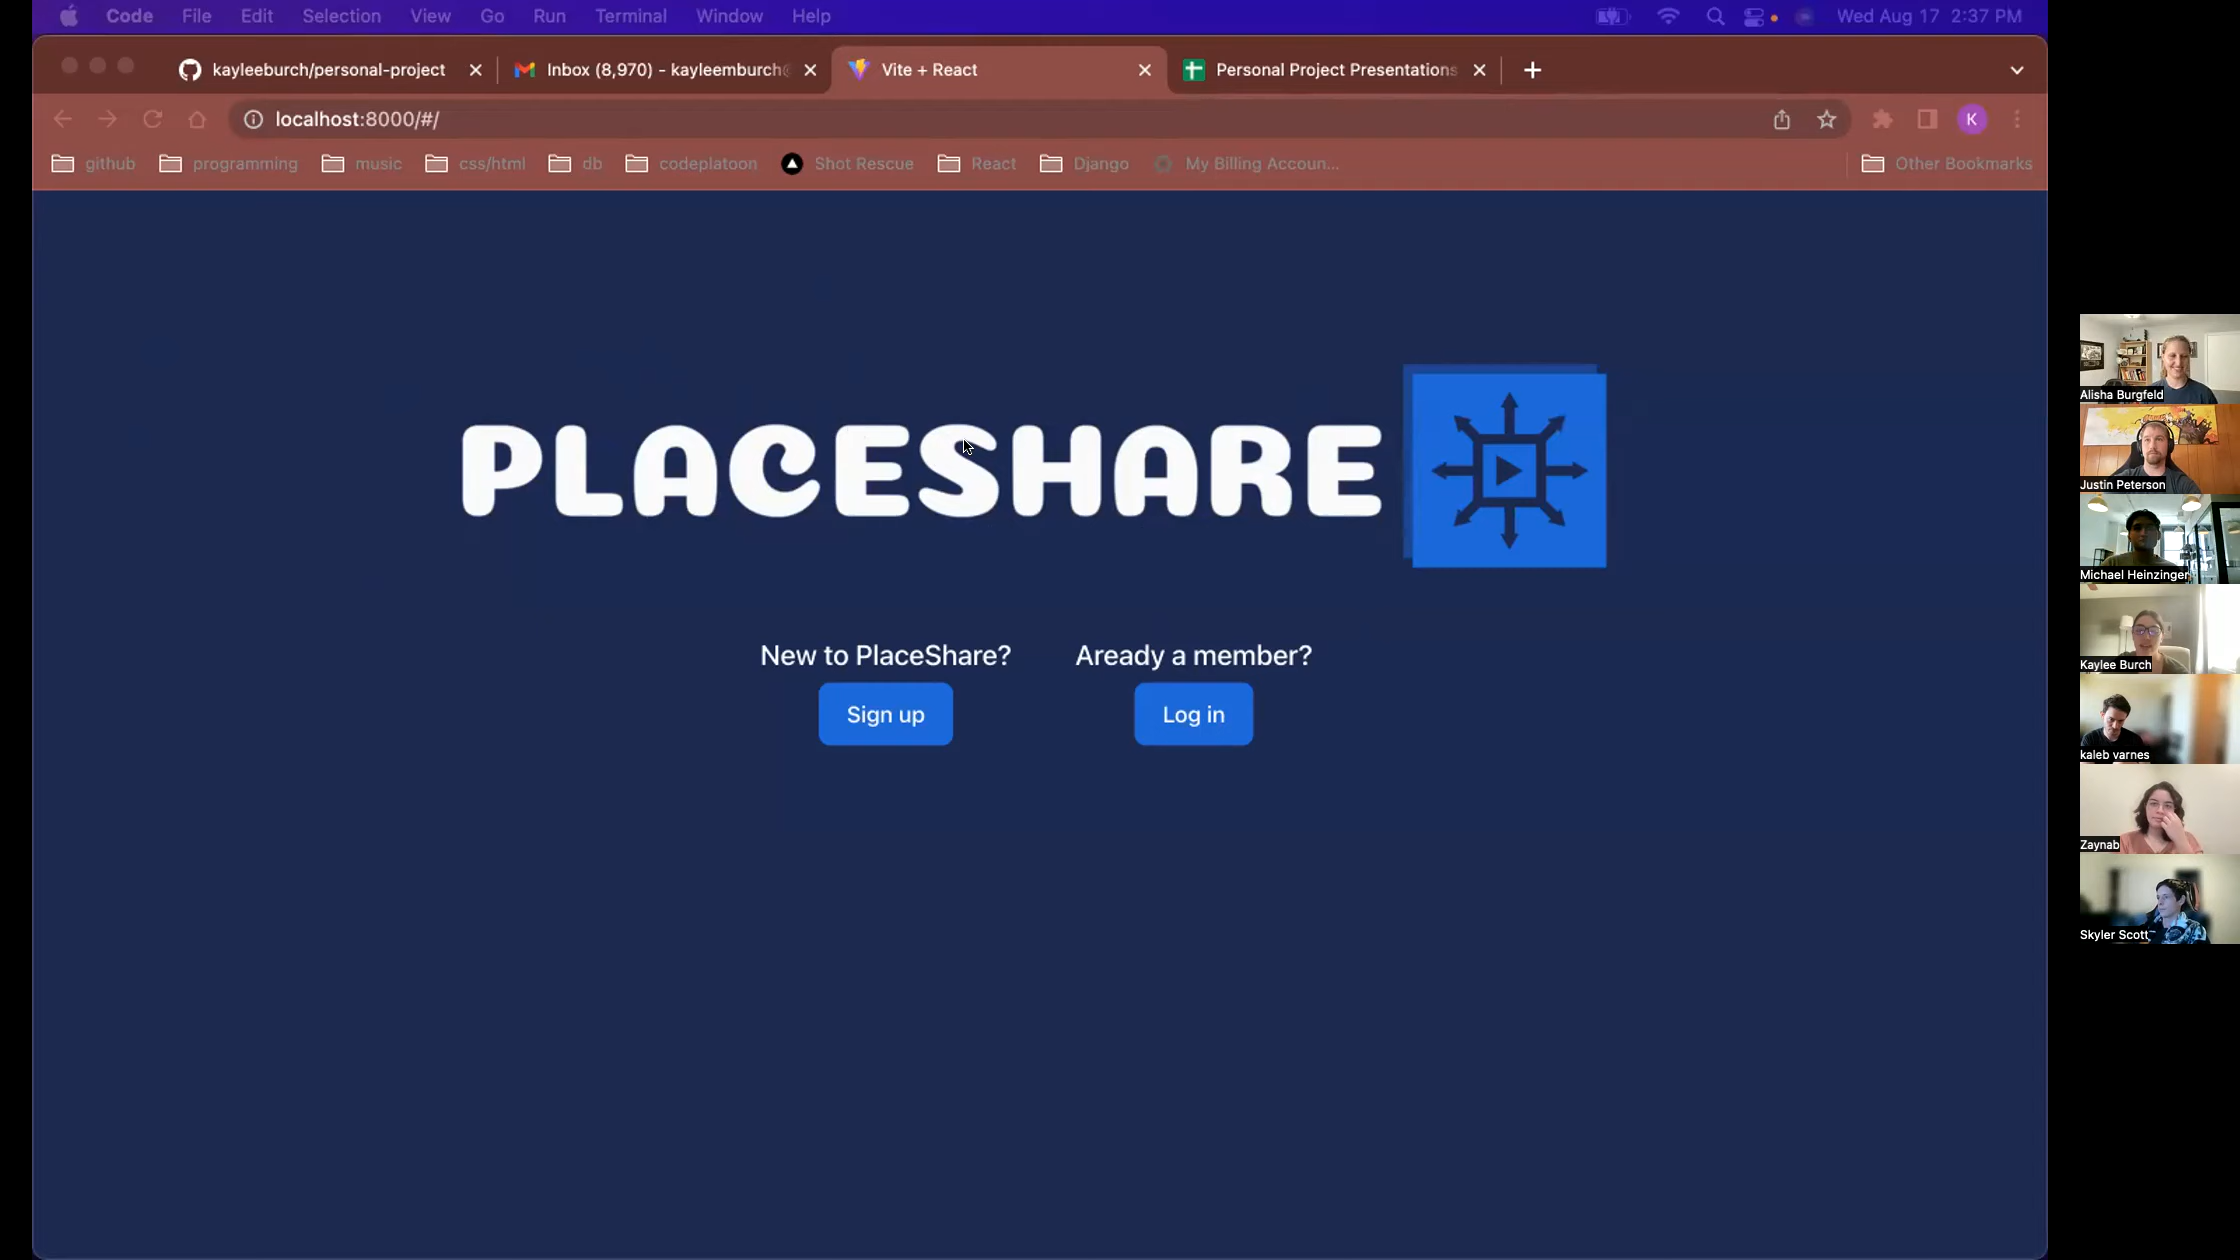 Code File Edit Selection View Go Run Terminal Window Help Wed Aug 17 2:37 PM
kayleeburch/personal-project Inbox (8,970) - kayleemburch@ Vite + React Personal Project Presentations
localhost:8000/#/ K
github programming music css/html db codeplatoon Shot Rescue React Django My Billing Accoun... Other Bookmarks
PLACESHARE
New to PlaceShare? Aready a member?
Sign up Log in
Alisha Burgfeld
Justin Peterson
Michael Heinzinger
Kaylee Burch
kaleb varnes
Zaynab
Skyler Scott